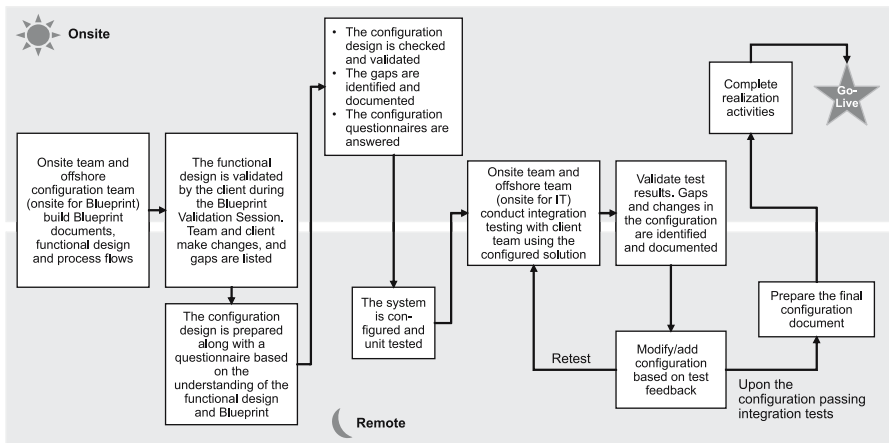 Onsite
Onsite team and
offshore
configuration team
(onsite for Blueprint)
build Blueprint
documents,
functional design
and process flows
The functional
design is validated
by the client during
the Blueprint
Validation Session.
Team and client
make changes, and
gaps are listed
The configuration
design is prepared
along with a
questionnaire based
on the
understanding of the
functional design
and Blueprint
• The configuration
design is checked
and validated
• The gaps are
identified and
documented
• The configuration
questionnaires are
answered
The system
is con-
figured and
unit tested
Onsite team and
offshore team
(onsite for IT)
conduct integration
testing with client
team using the
configured solution
Validate test
results. Gaps
and changes in
the configuration
are identified
and documented
Modify/add
configuration
based on test
feedback
Retest
Upon the
configuration passing
integration tests
Prepare the final
configuration
document
Complete
realization
activities
Go-
Live
Remote